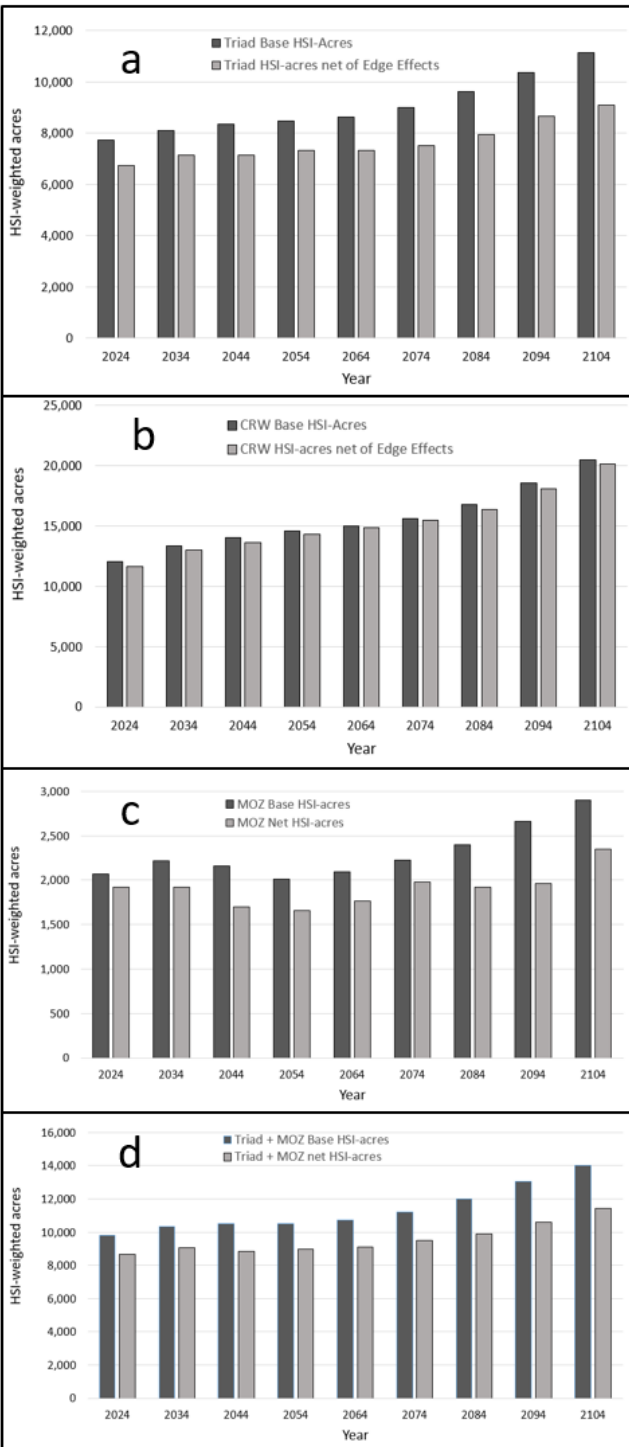 a
Triad Base HSI-Acres
Triad HSI-acres net of Edge Effects
HSI-weighted acres
12,000
10,000
8,000
6,000
4,000
2,000
0
2024 2034 2044 2054 2064 2074 2084 2094 2104
Year
b
CRW Base HSI-Acres
CRW HSI-acres net of Edge Effects
HSI-weighted acres
25,000
20,000
15,000
10,000
5,000
0
2024 2034 2044 2054 2064 2074 2084 2094 2104
Year
c
MOZ Base HSI-acres
MOZ Net HSI-acres
HSI-weighted acres
3,000
2,500
2,000
1,500
1,000
500
0
2024 2034 2044 2054 2064 2074 2084 2094 2104
Year
d
Triad + MOZ Base HSI-acres
Triad + MOZ net HSI-acres
HSI-weighted acres
16,000
14,000
12,000
10,000
8,000
6,000
4,000
2,000
0
2024 2034 2044 2054 2064 2074 2084 2094 2104